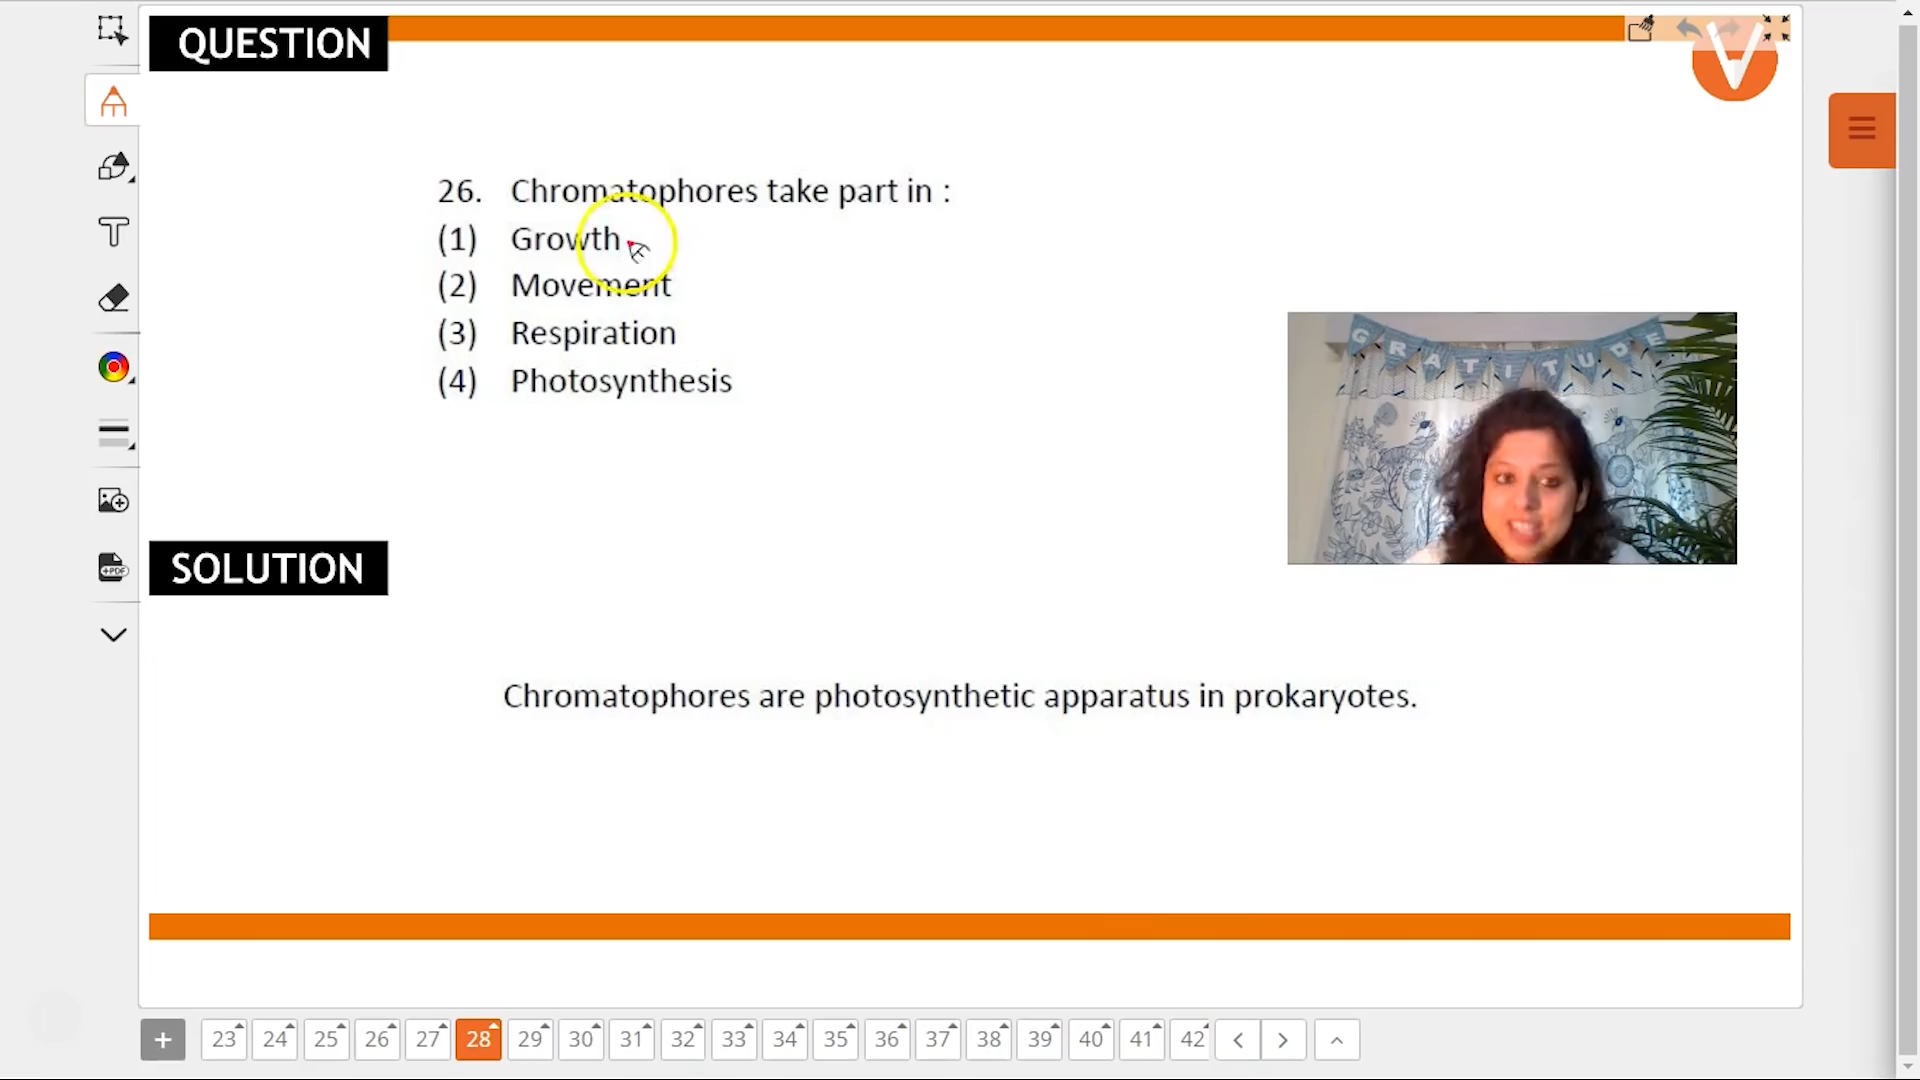 QUESTION
26. Chromatophores take part in :
(1) Growth
(2) Movement
(3) Respiration
(4) Photosynthesis
GRATITUDE
SOLUTION
Chromatophores are photosynthetic apparatus in prokaryotes.
T
+PDF
+ 23 24 25 26 27 28 29 30 31 32 33 34 35 36 37 38 39 40 41 42 < >